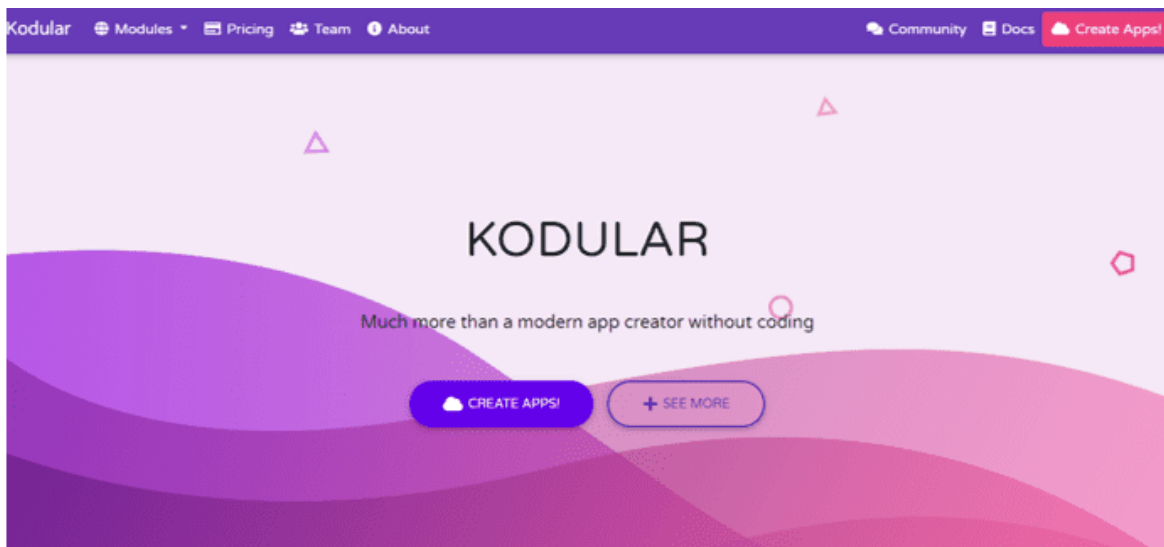 Kodular Modules Pricing Team About Community Docs Create Apps!
KODULAR
Much more than a modern app creator without coding
CREATE APPS! SEE MORE